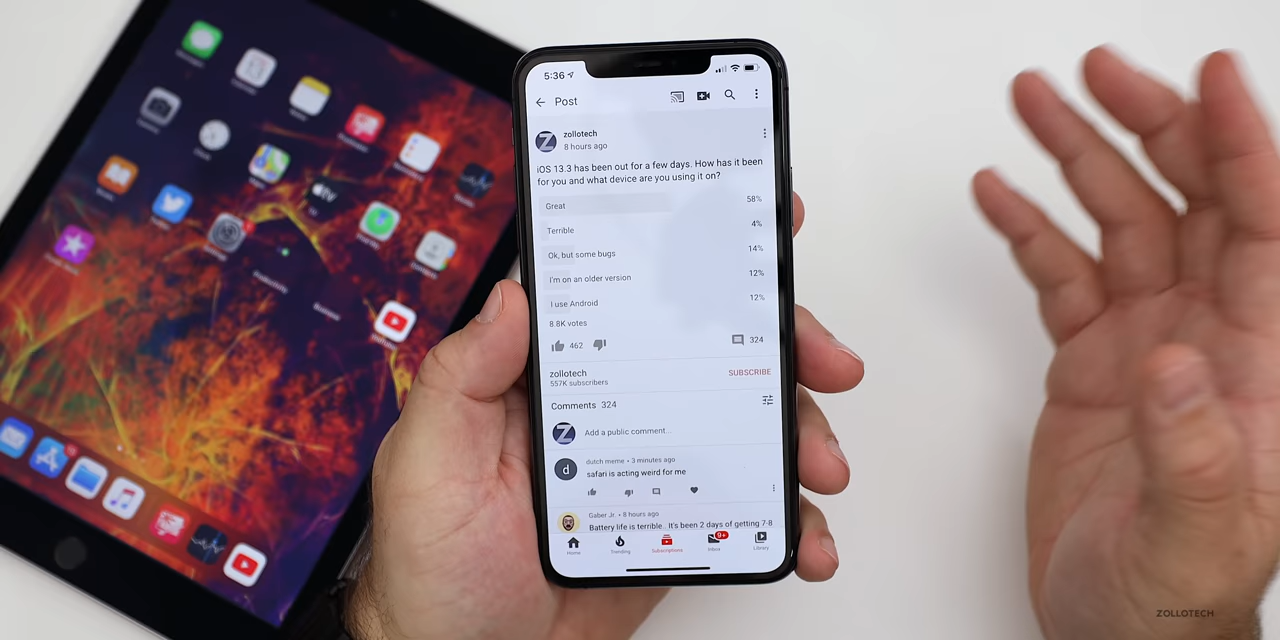 5:36
Post
zollotech
8 hours ago
iOS 13.3 has been out for a few days. How has it been
for you and what device are you using it on?
Great 58%
Terrible 4%
Ok, but some bugs 14%
I'm on an older version 12%
I use Android 12%
8.8K votes
462 324
zollotech
557K subscribers
SUBSCRIBE
Comments 324
Add a public comment...
d
dutch meme • 3 minutes ago
safari is acting weird for me
Gaber Jr. • 8 hours ago
Battery life is terrible.. It's been 2 days of getting 7-8
9+
Home Trending Subscriptions Inbox Library
ZOLLOTECH